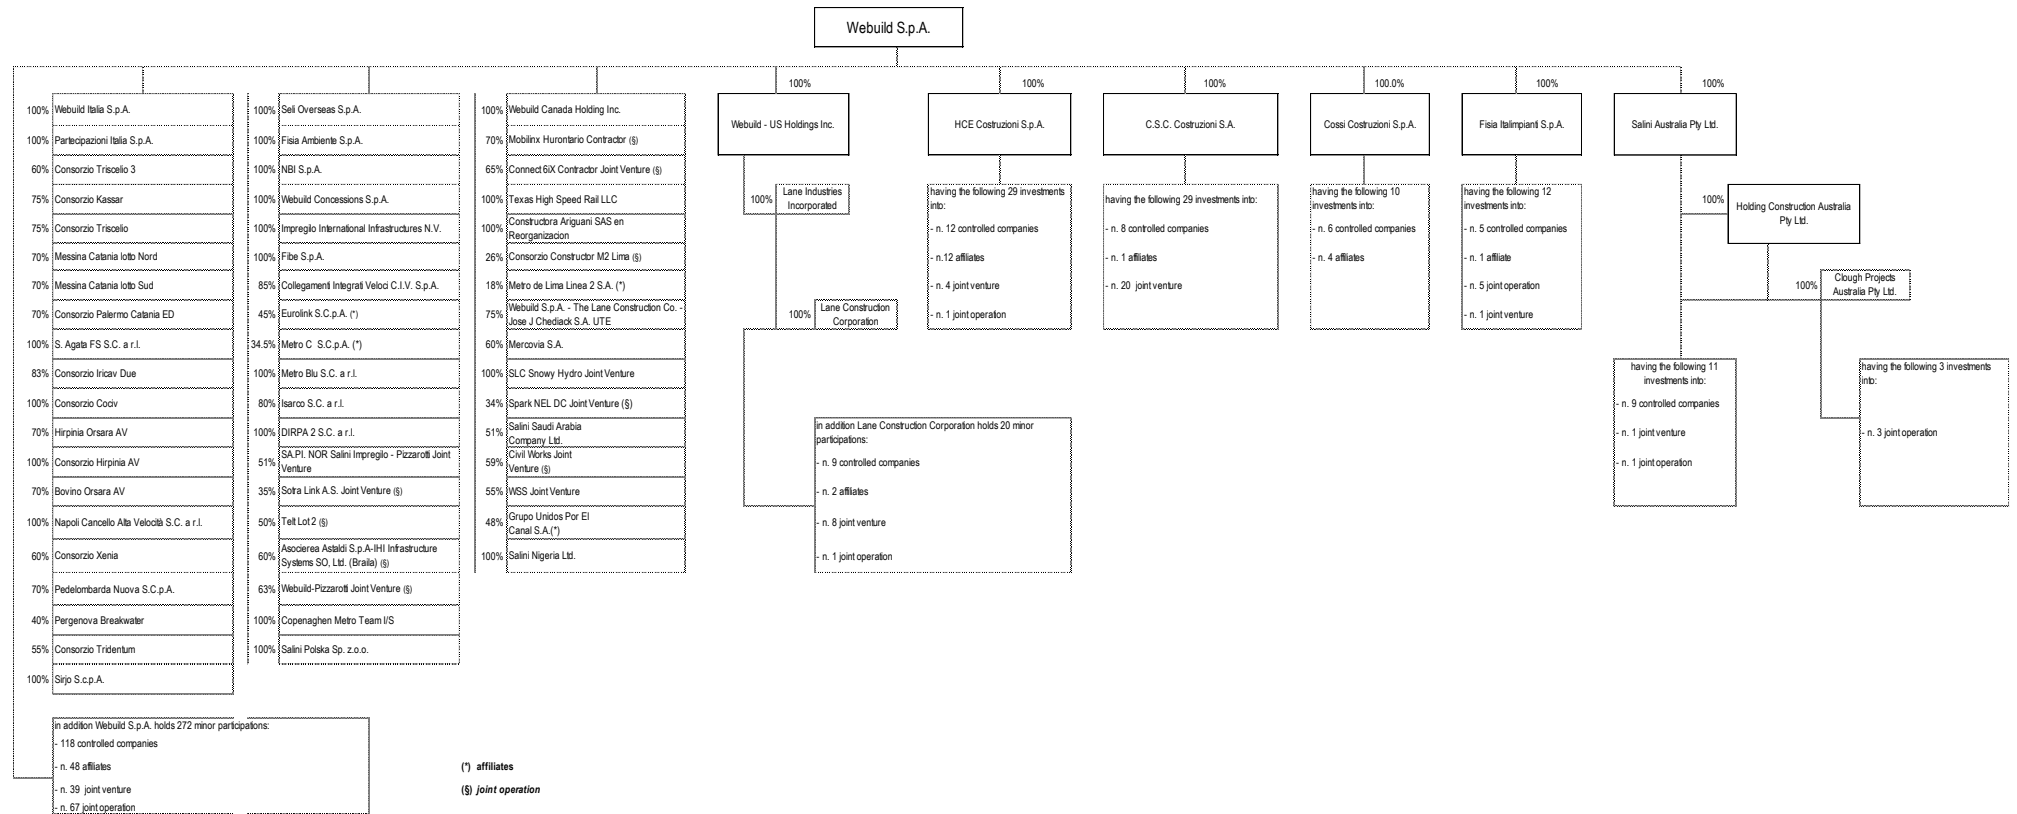 Webuild S.p.A.
100%
100%
100%
100.0%
100%
100%
100% Webuild Italia S.p.A.
100% Partecipazioni Italia S.p.A.
60% Consorzio Triscelio 3
75% Consorzio Kassar
75% Consorzio Triscelio
70% Messina Catania lotto Nord
70% Messina Catania lotto Sud
70% Consorzio Palermo Catania ED
100% S. Agata FS S.C. a r.l.
83% Consorzio Iricav Due
100% Consorzio Cociv
70% Hirpinia Orsara AV
100% Consorzio Hirpinia AV
70% Bovino Orsara AV
100% Napoli Cancello Alta Velocità S.C. a r.l.
60% Consorzio Xenia
70% Pedelombarda Nuova S.C.p.A.
40% Pergenova Breakwater
55% Consorzio Tridentum
100% Sirjo S.c.p.A.
100% Seli Overseas S.p.A.
100% Fisia Ambiente S.p.A.
100% NBI S.p.A.
100% Webuild Concessions S.p.A.
100% Impregilo International Infrastructures N.V.
100% Fibe S.p.A.
85% Collegamenti Integrati Veloci C.I.V. S.p.A.
45% Eurolink S.C.p.A. (*)
34.5% Metro C S.C.p.A. (*)
100% Metro Blu S.C. a r.l.
80% Isarco S.C. a r.l.
100% DIRPA 2 S.C. a r.l.
51% SA.PI. NOR Salini Impregilo - Pizzarotti Joint
Venture
35% Sotra Link A.S. Joint Venture (§)
50% Telt Lot 2 (§)
60% Asocierea Astaldi S.p.A-IHI Infrastructure
Systems SO, Ltd. (Braila) (§)
63% Webuild-Pizzarotti Joint Venture (§)
100% Copenaghen Metro Team I/S
100% Salini Polska Sp. z.o.o.
100% Webuild Canada Holding Inc.
70% Mobilinx Hurontario Contractor (§)
65% Connect 6iX Contractor Joint Venture (§)
100% Texas High Speed Rail LLC
100% Constructora Ariguani SAS en
Reorganizacion
26% Consorzio Constructor M2 Lima (§)
18% Metro de Lima Linea 2 S.A. (*)
75% Webuild S.p.A. - The Lane Construction Co. -
Jose J Chediack S.A. UTE
60% Mercovia S.A.
100% SLC Snowy Hydro Joint Venture
34% Spark NEL DC Joint Venture (§)
51% Salini Saudi Arabia
Company Ltd.
59% Civil Works Joint
Venture (§)
55% WSS Joint Venture
48% Grupo Unidos Por El
Canal S.A.(*)
100% Salini Nigeria Ltd.
Webuild - US Holdings Inc.
100% Lane Industries
Incorporated
100% Lane Construction
Corporation
in addition Lane Construction Corporation holds 20 minor
participations:
- n. 9 controlled companies
- n. 2 affiliates
- n. 8 joint venture
- n. 1 joint operation
HCE Costruzioni S.p.A.
having the following 29 investments
into:
- n. 12 controlled companies
- n.12 affiliates
- n. 4 joint venture
- n. 1 joint operation
C.S.C. Costruzioni S.A.
having the following 29 investments into:
- n. 8 controlled companies
- n. 1 affiliates
- n. 20 joint venture
Cossi Costruzioni S.p.A.
having the following 10
investments into:
- n. 6 controlled companies
- n. 4 affiliates
Fisia Italimpianti S.p.A.
having the following 12
investments into:
- n. 5 controlled companies
- n. 1 affiliate
- n. 5 joint operation
- n. 1 joint venture
Salini Australia Pty Ltd.
100% Holding Construction Australia
Pty Ltd.
100% Clough Projects
Australia Pty Ltd.
having the following 11
investments into:
- n. 9 controlled companies
- n. 1 joint venture
- n. 1 joint operation
having the following 3 investments
into:
- n. 3 joint operation
in addition Webuild S.p.A. holds 272 minor participations:
- 118 controlled companies
- n. 48 affiliates
- n. 39 joint venture
- n. 67 joint operation
(*) affiliates
(§) joint operation